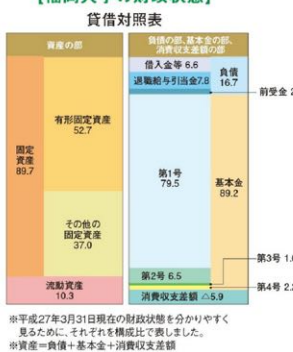 貸借対照表
資産の部
負債の部、基本金の部、
消費収支差額の部
固定
資産
89.7
有形固定資産
52.7
その他の
固定資産
37.0
流動資産
10.3
借入金等 6.6
退職給与引当金7.8
負債
16.7
前受金
第1号
79.5
基本金
89.2
第2号 6.5
第3号
第4号
消費収支差額 △5.9
※平成27年3月31日現在の財政状態を分かりやすく
見るために、それぞれを構成比で表しました。
※資産=負債+基本金+消費収支差額